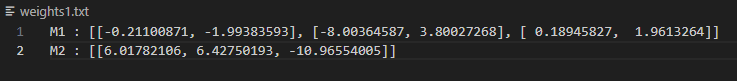 weights1.txt
1 M1 : [[-0.21100871, -1.99383593], [-8.00364587, 3.80027268], [ 0.18945827, 1.9613264]]
2 M2 : [[6.01782106, 6.42750193, -10.96554005]]